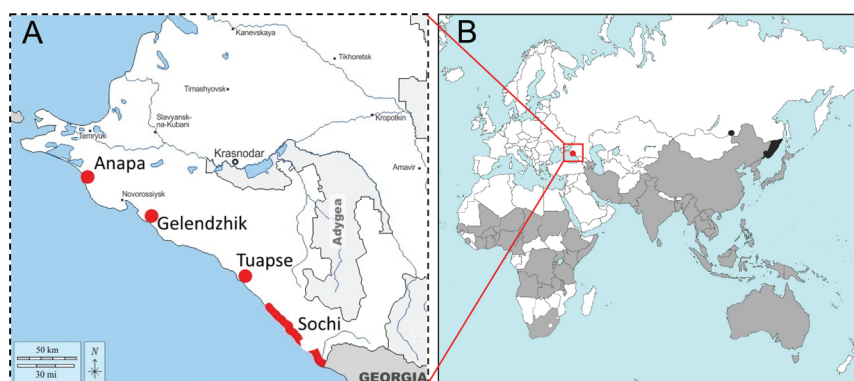 A
B
Kanevskaya
Tikhoretsk
Timashyovsk
Slavyansk-
na-Kubani
Temryuk
Kropotkin
Krasnodar
Armavir
Anapa
Novorossiysk
Gelendzhik
Adygea
Tuapse
Sochi
50 km
30 mi
N
GEORGIA